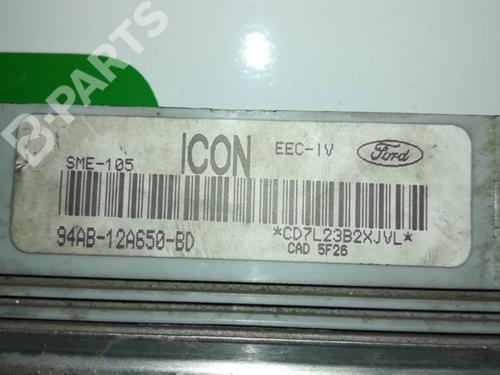 B-PARTS
SME-105 ICON EEC-IV Ford
94AB-12A650-BD *CD7L23B2XJVL*
CAD 5F26